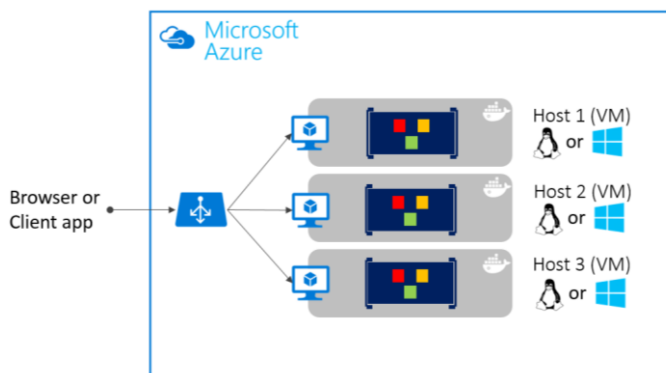 Microsoft
Azure
Host 1 (VM)
or
Browser or
Client app
Host 2 (VM)
or
Host 3 (VM)
or